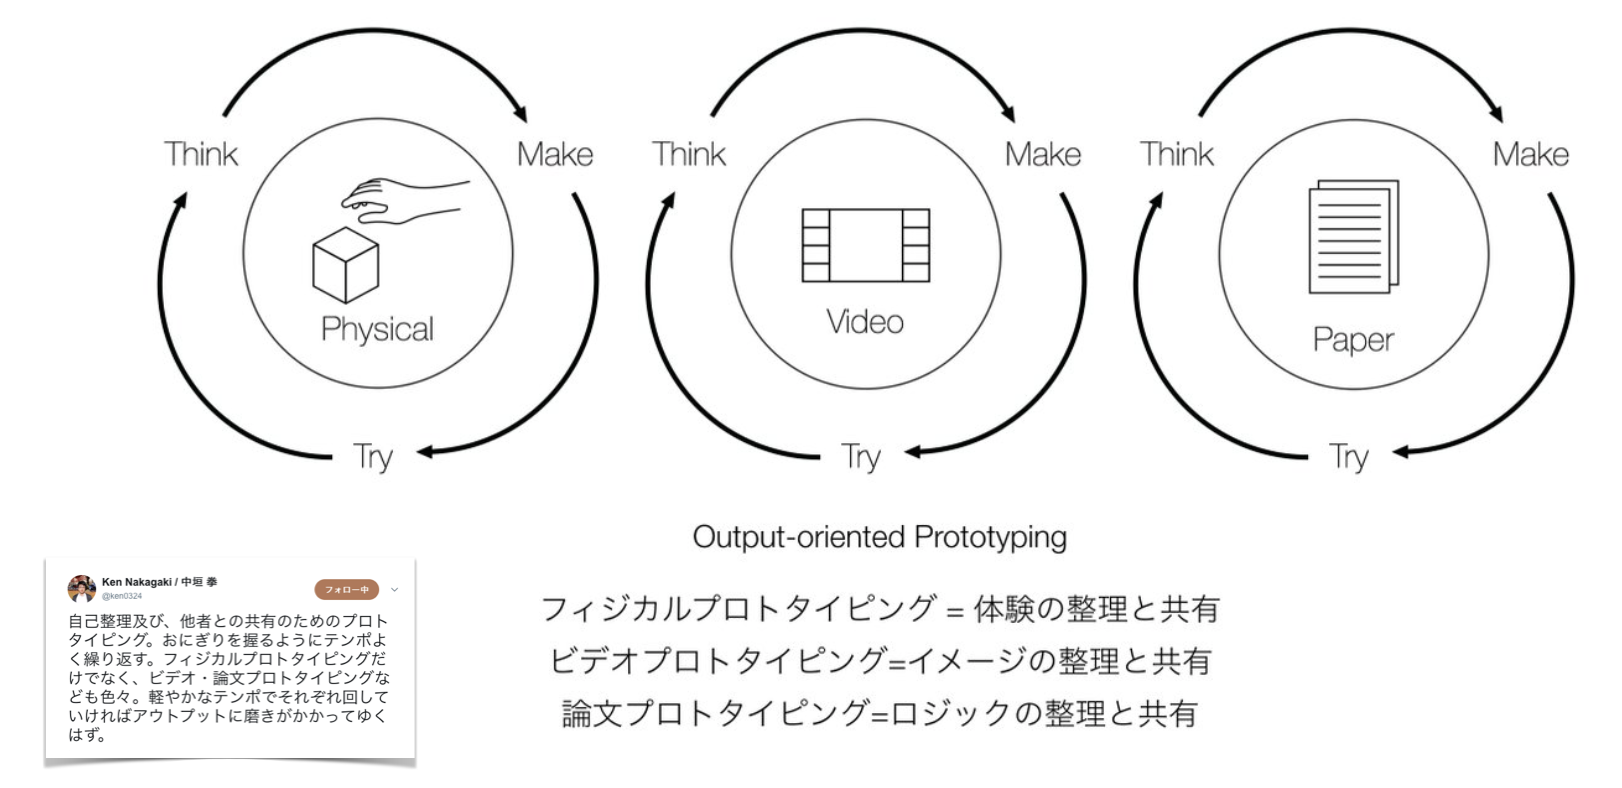 Think
Make
Physical
Try
Think
Make
Video
Try
Think
Make
Paper
Try
Output-oriented Prototyping
フィジカルプロトタイピング = 体験の整理と共有
ビデオプロトタイピング=イメージの整理と共有
論文プロトタイピング=ロジックの整理と共有
Ken Nakagaki / 中垣 拳
@ken0324
フォロー中
自己整理及び、他者との共有のためのプロト
タイピング。おにぎりを握るようにテンポよ
く繰り返す。フィジカルプロトタイピングだ
けでなく、ビデオ・論文プロトタイピングな
ども色々。軽やかなテンポでそれぞれ回して
いければアウトプットに磨きがかかってゆく
はず。